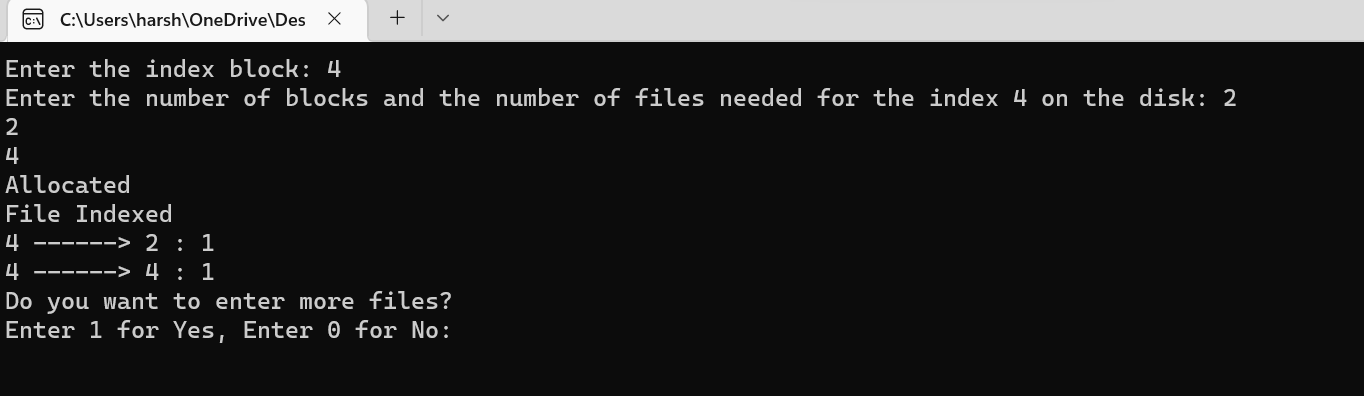 C:\Users\harsh\OneDrive\Des
Enter the index block: 4
Enter the number of blocks and the number of files needed for the index 4 on the disk: 2
2
4
Allocated
File Indexed
4 ------> 2 : 1
4 ------> 4 : 1
Do you want to enter more files?
Enter 1 for Yes, Enter 0 for No: